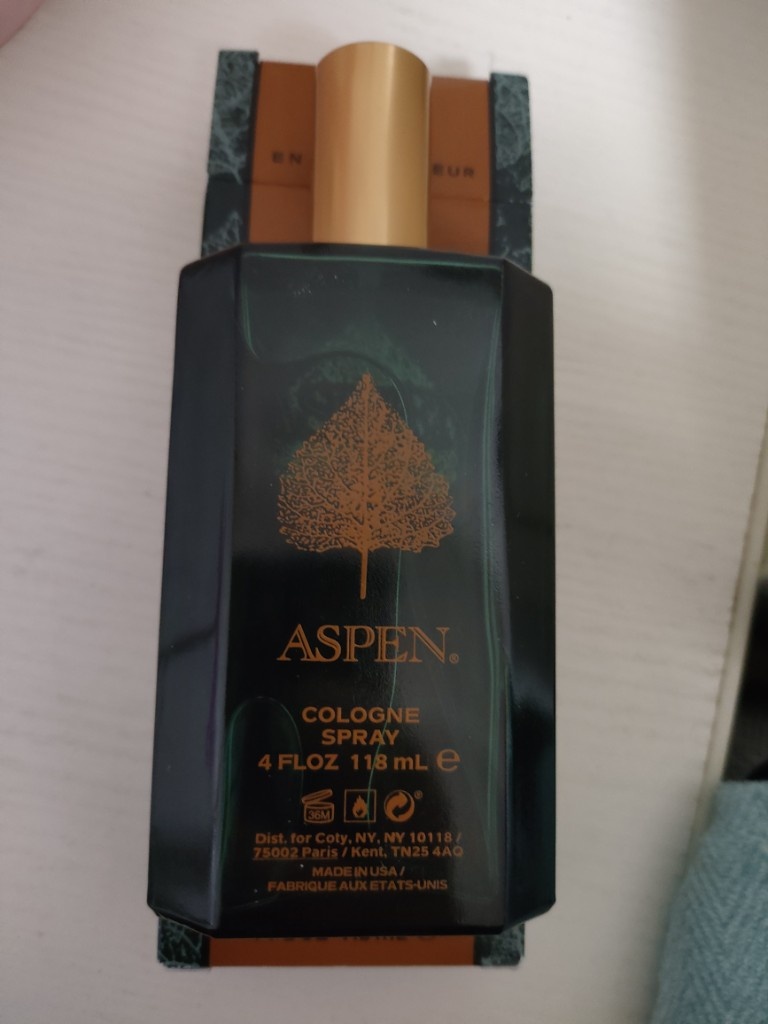 EN EUR
ASPEN®
COLOGNE
SPRAY
4 FLOZ 118 mL ℮
36M
Dist. for Coty, NY, NY 10118 /
75002 Paris / Kent, TN25 4AQ
MADE IN USA /
FABRIQUE AUX ETATS-UNIS